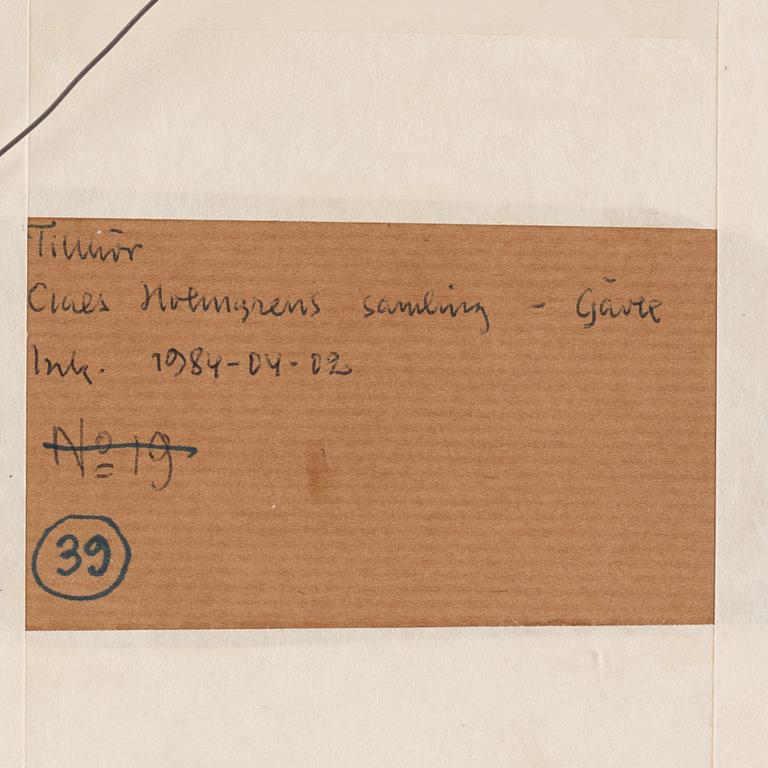 Tillhör
Claes Holmgrens samling - Gävle
Ink. 1984-04-02
No 19
39